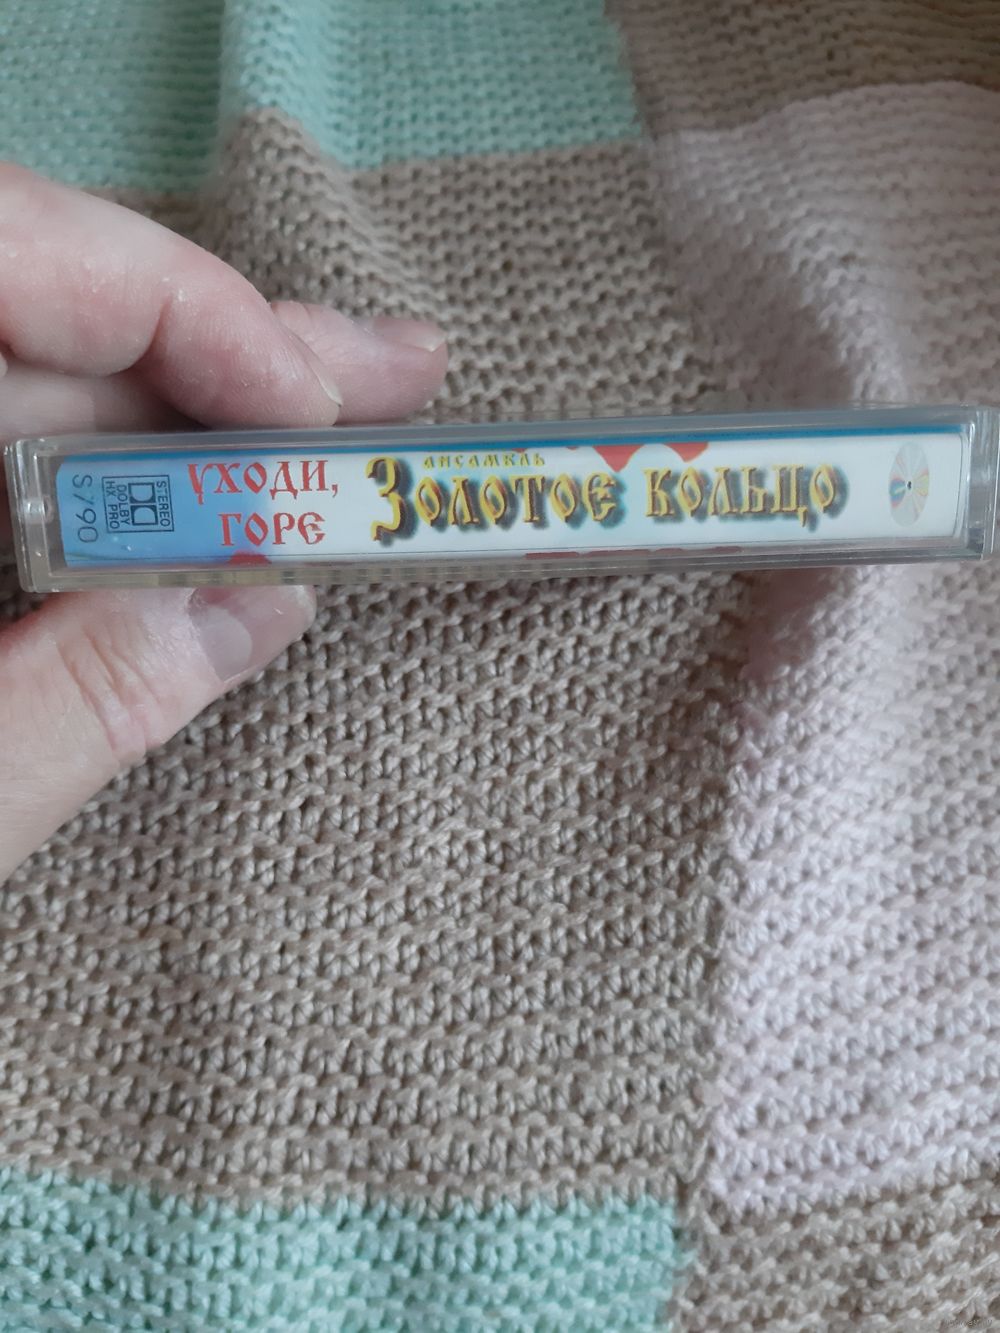 УХОДИ,
ГОРЕ
АНСАМБЛЬ
ЗОЛОТОЕ КОЛЬЦО
STEREO
DOLBY
HX PRO
S/90